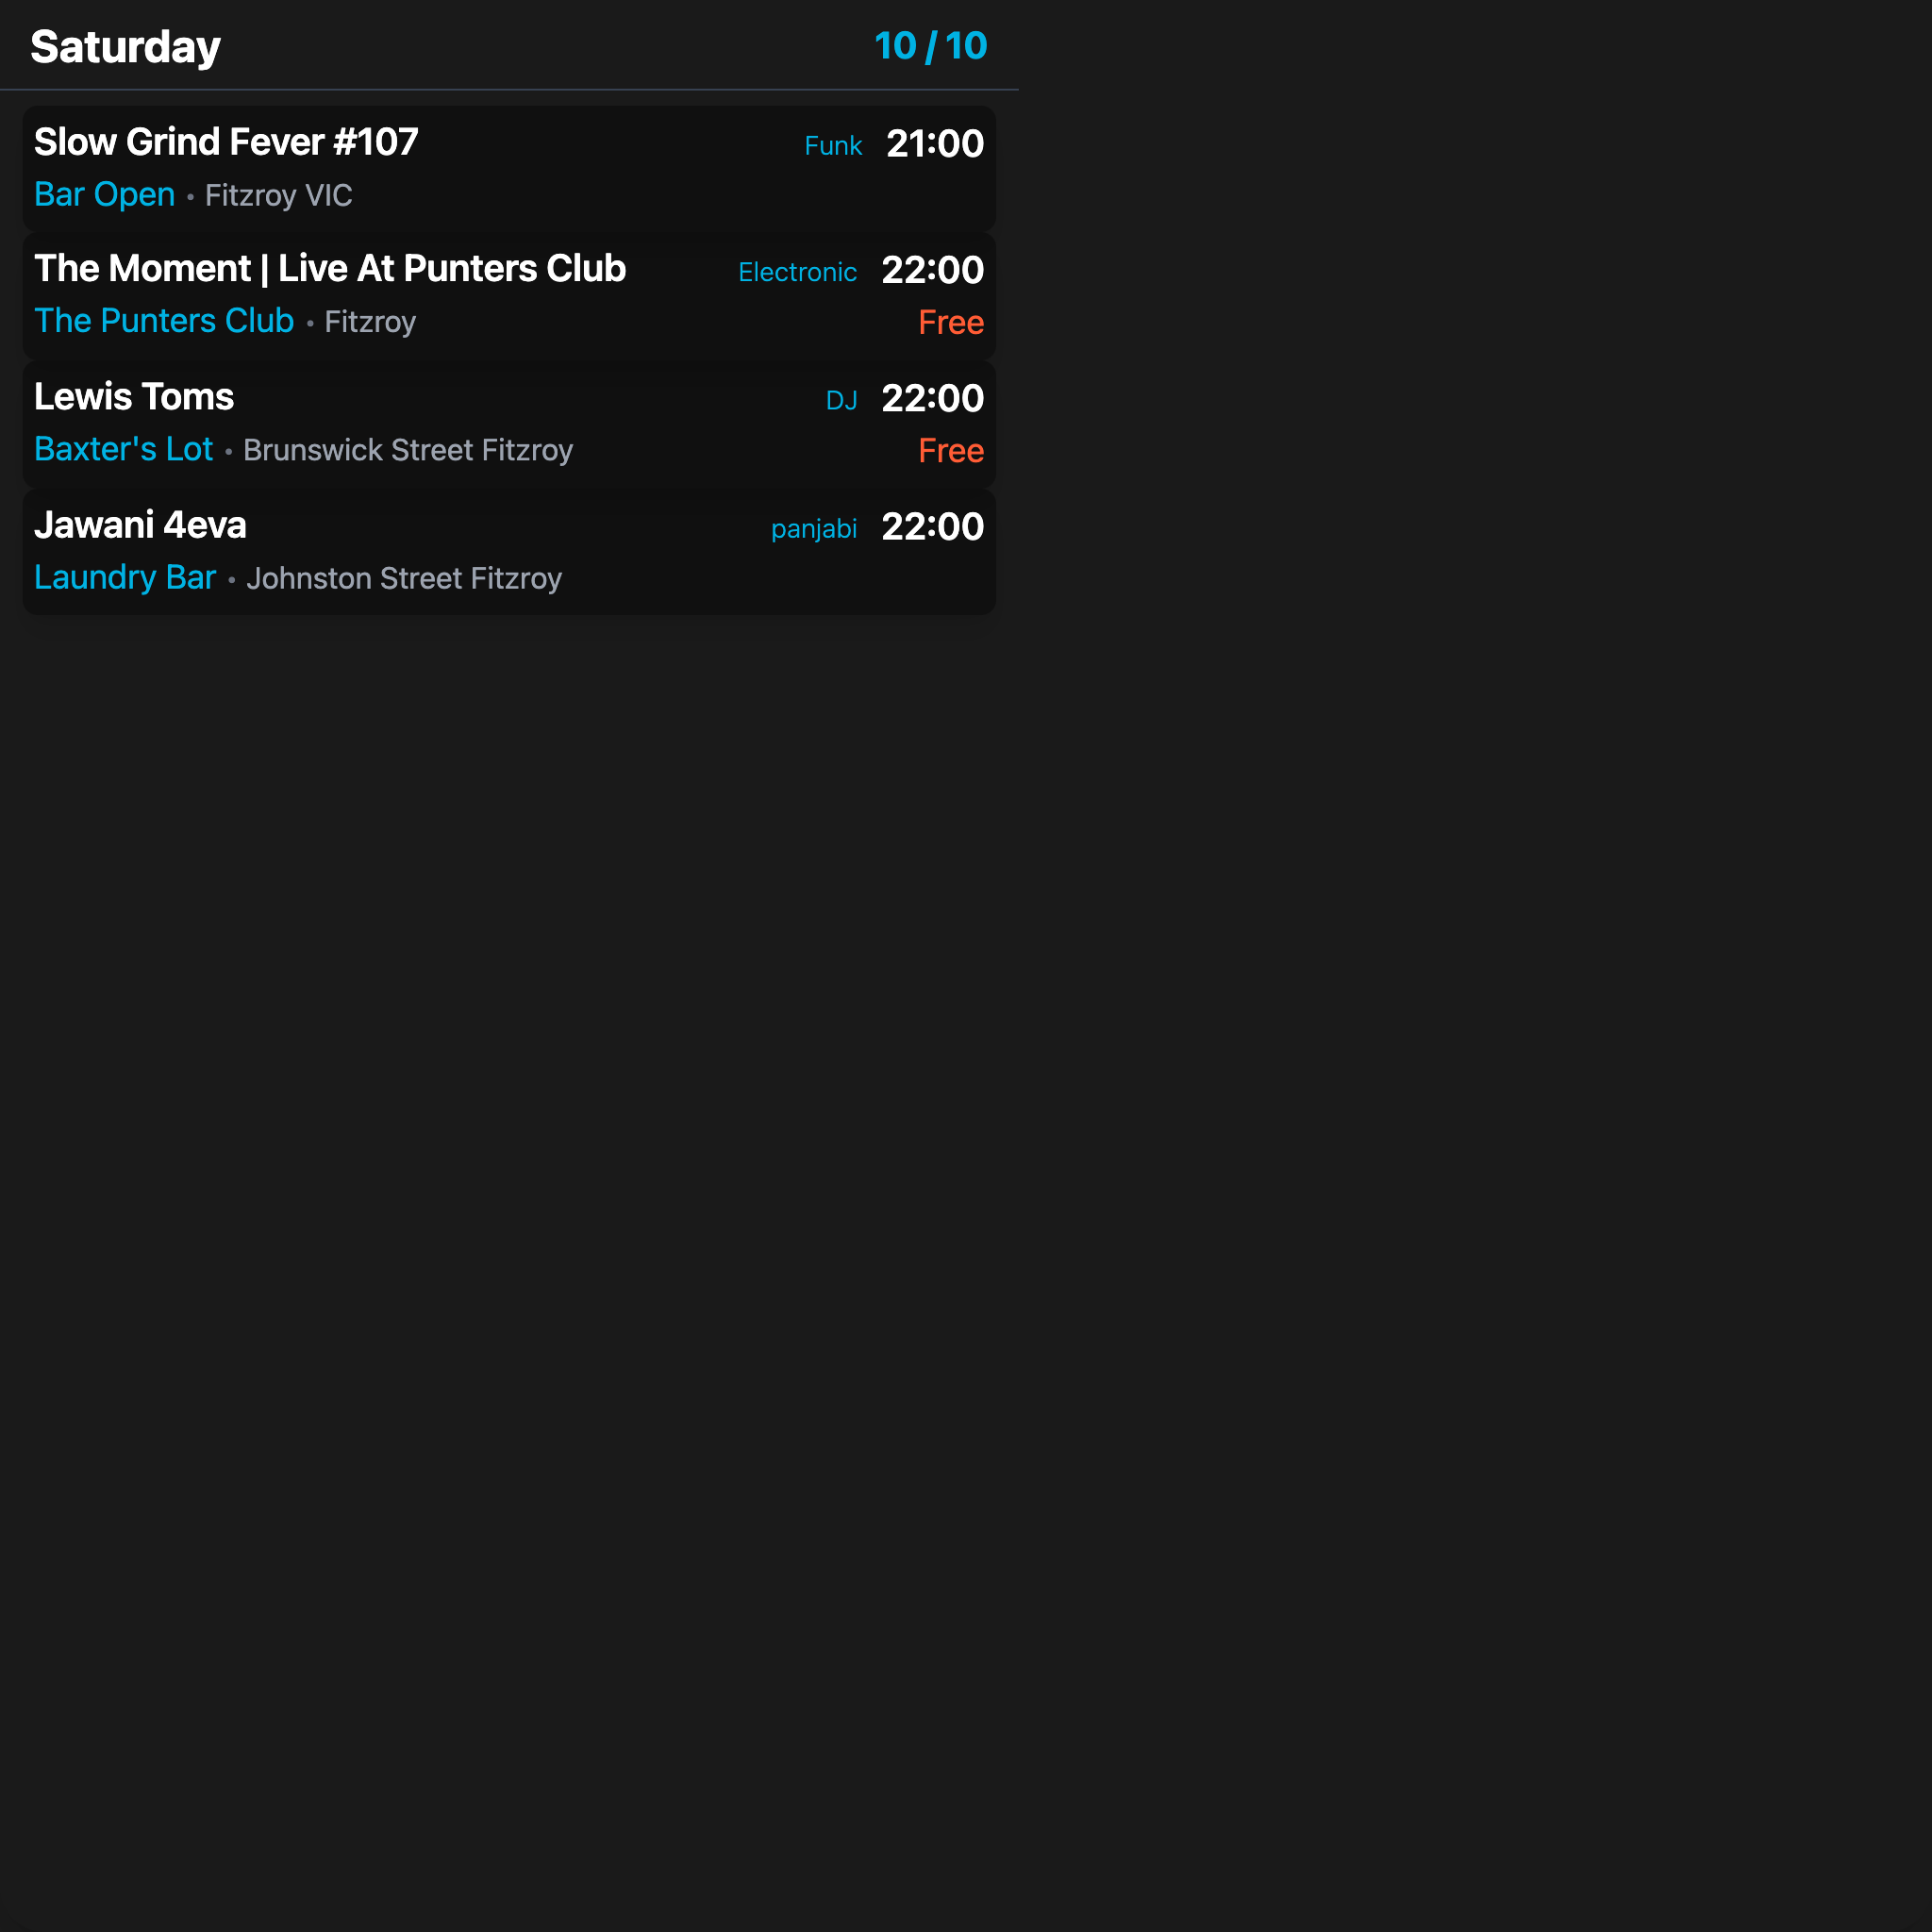 Saturday 10 / 10
Slow Grind Fever #107 Funk 21:00
Bar Open • Fitzroy VIC
The Moment | Live At Punters Club Electronic 22:00
The Punters Club • Fitzroy Free
Lewis Toms DJ 22:00
Baxter's Lot • Brunswick Street Fitzroy Free
Jawani 4eva panjabi 22:00
Laundry Bar • Johnston Street Fitzroy